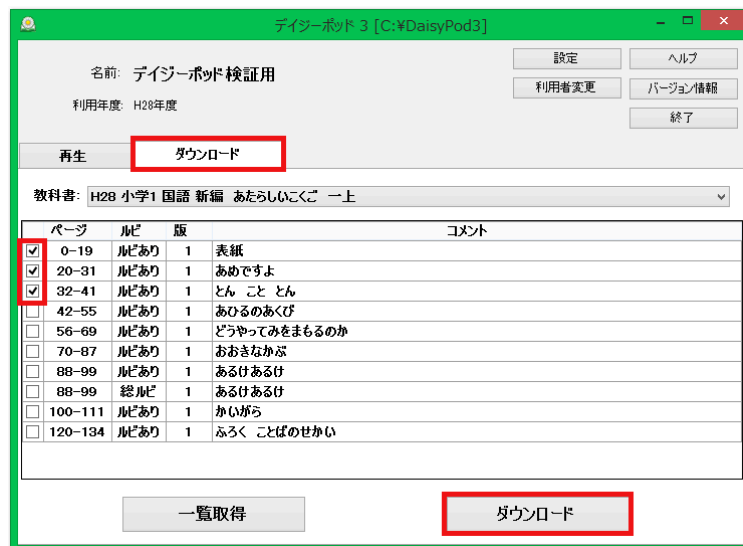 デイジーポッド 3 [C:¥DaisyPod3]
名前: デイジーポッド検証用
利用年度: H28年度
設定
ヘルプ
利用者変更
バージョン情報
終了
再生
ダウンロード
教科書: H28 小学1 国語 新編 あたらしいこくご 一上
ページ ルビ 版 コメント
0-19 ルビあり 1 表紙
20-31 ルビあり 1 あめですよ
32-41 ルビあり 1 とん こと とん
42-55 ルビあり 1 あひるのあくび
56-69 ルビあり 1 どうやってみをまもるのか
70-87 ルビあり 1 おおきなかぶ
88-99 ルビあり 1 あるけあるけ
88-99 総ルビ 1 あるけあるけ
100-111 ルビあり 1 かいがら
120-134 ルビあり 1 ふろく ことばのせかい
一覧取得
ダウンロード